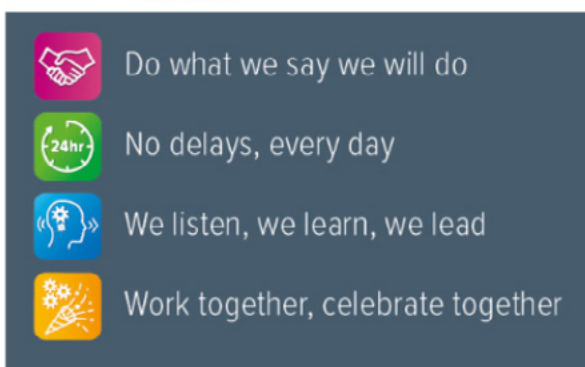 Do what we say we will do
24hr
No delays, every day
We listen, we learn, we lead
Work together, celebrate together